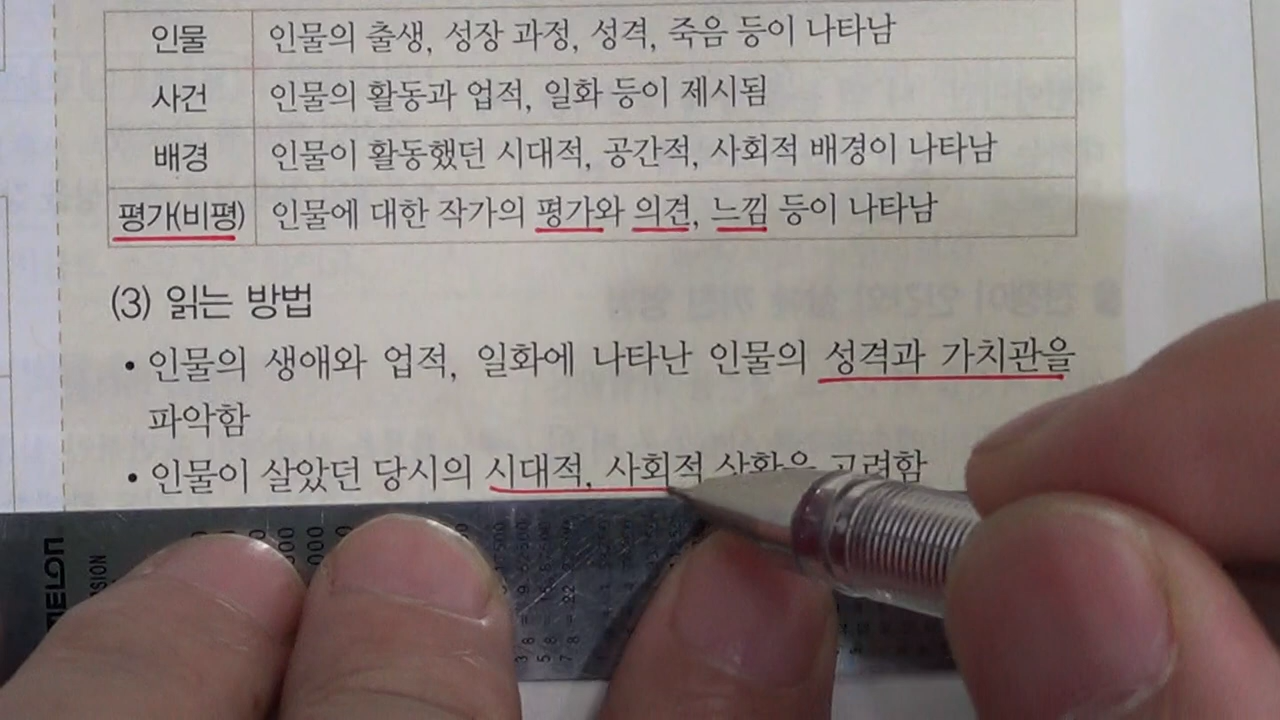 인물 인물의 출생, 성장 과정, 성격, 죽음 등이 나타남
사건 인물의 활동과 업적, 일화 등이 제시됨
배경 인물이 활동했던 시대적, 공간적, 사회적 배경이 나타남
평가(비평) 인물에 대한 작가의 평가와 의견, 느낌 등이 나타남
(3) 읽는 방법
• 인물의 생애와 업적, 일화에 나타난 인물의 성격과 가치관을
파악함
• 인물이 살았던 당시의 시대적, 사회적 상황을 고려함